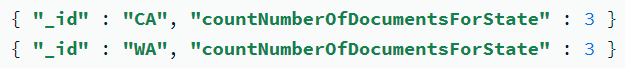 { "_id" : "CA", "countNumberOfDocumentsForState" : 3 }
{ "_id" : "WA", "countNumberOfDocumentsForState" : 3 }